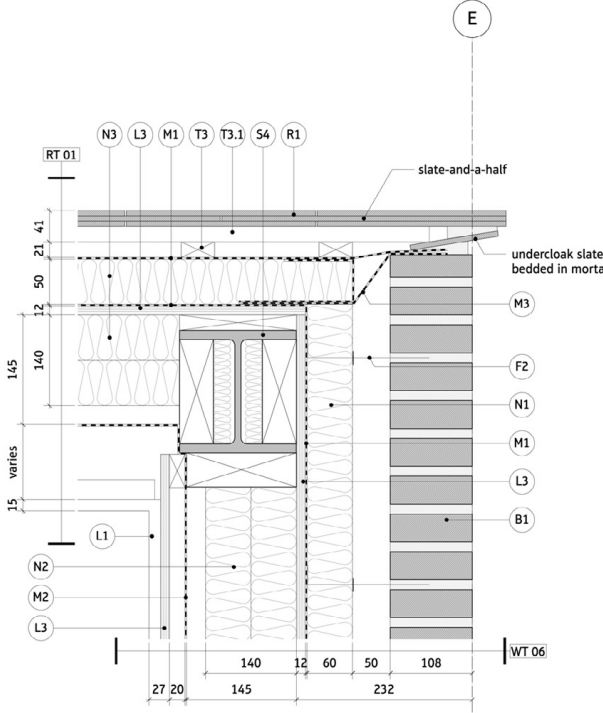 E
N3 L3 M1 T3 T3.1 S4 R1
RT 01
slate-and-a-half
41
21
undercloak slate
bedded in morta
50
12
M3
145
140
F2
N1
M1
varies
L3
15
B1
L1
N2
M2
L3
WT 06
140 12 60 50 108
27 20 145 232